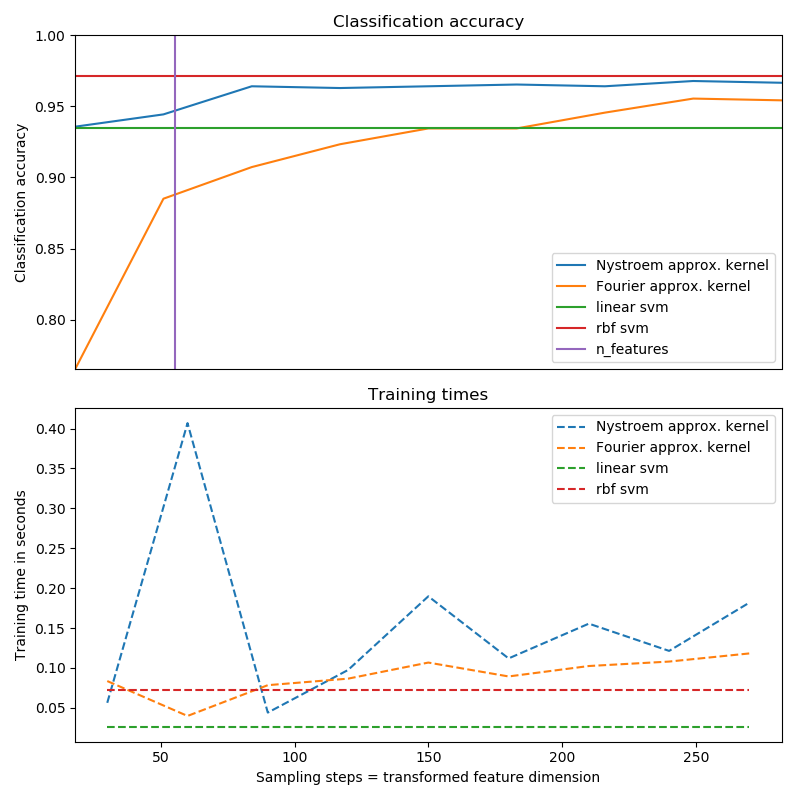 Classification accuracy
1.00
0.95
0.90
0.85
0.80
Classification accuracy
Nystroem approx. kernel
Fourier approx. kernel
linear svm
rbf svm
n_features
Training times
0.40
0.35
0.30
0.25
0.20
0.15
0.10
0.05
Training time in seconds
Nystroem approx. kernel
Fourier approx. kernel
linear svm
rbf svm
50
100
150
200
250
Sampling steps = transformed feature dimension